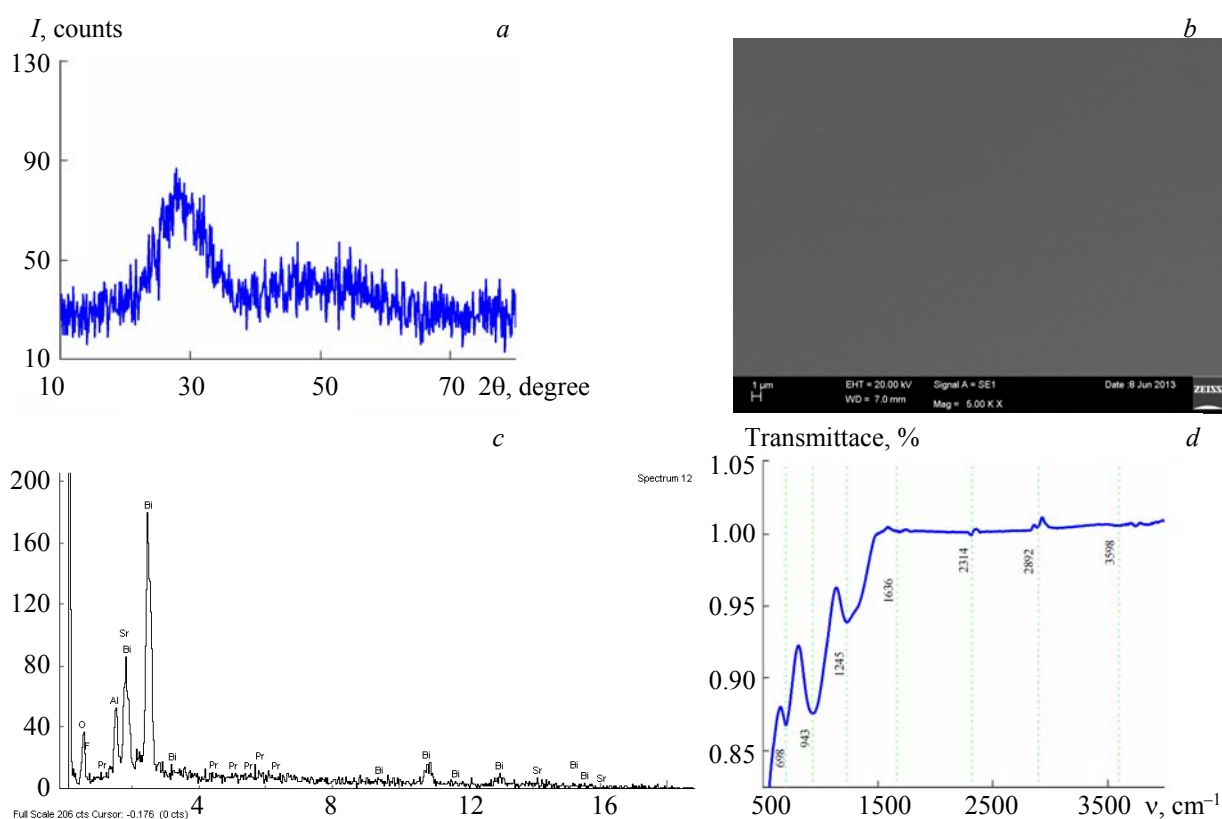 I, counts
a
130
90
50
10
10 30 50 70 2θ, degree
b
1 µm
EHT = 20.00 kV
WD = 7.0 mm
Signal A = SE1
Mag = 5.00 K X
Date :8 Jun 2013
ZEISS
c
200
160
120
80
40
0
Spectrum 12
Bi
Sr
Bi
Al
O
F
Pr
Bi
Pr
Pr
Pr
Pr
Pr
Bi
Bi
Bi
Bi
Sr
Bi
Bi
Sr
4 8 12 16
Full Scale 206 cts Cursor: -0.176 (0 cts)
Transmittace, %
d
1.05
1.00
0.95
0.90
0.85
698
943
1245
1636
2314
2892
3598
500 1500 2500 3500 ν, cm⁻¹